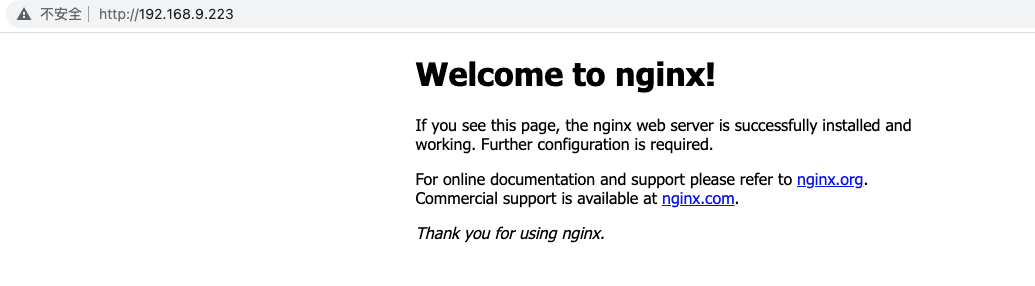 不安全 http://192.168.9.223
Welcome to nginx!
If you see this page, the nginx web server is successfully installed and
working. Further configuration is required.
For online documentation and support please refer to nginx.org.
Commercial support is available at nginx.com.
Thank you for using nginx.